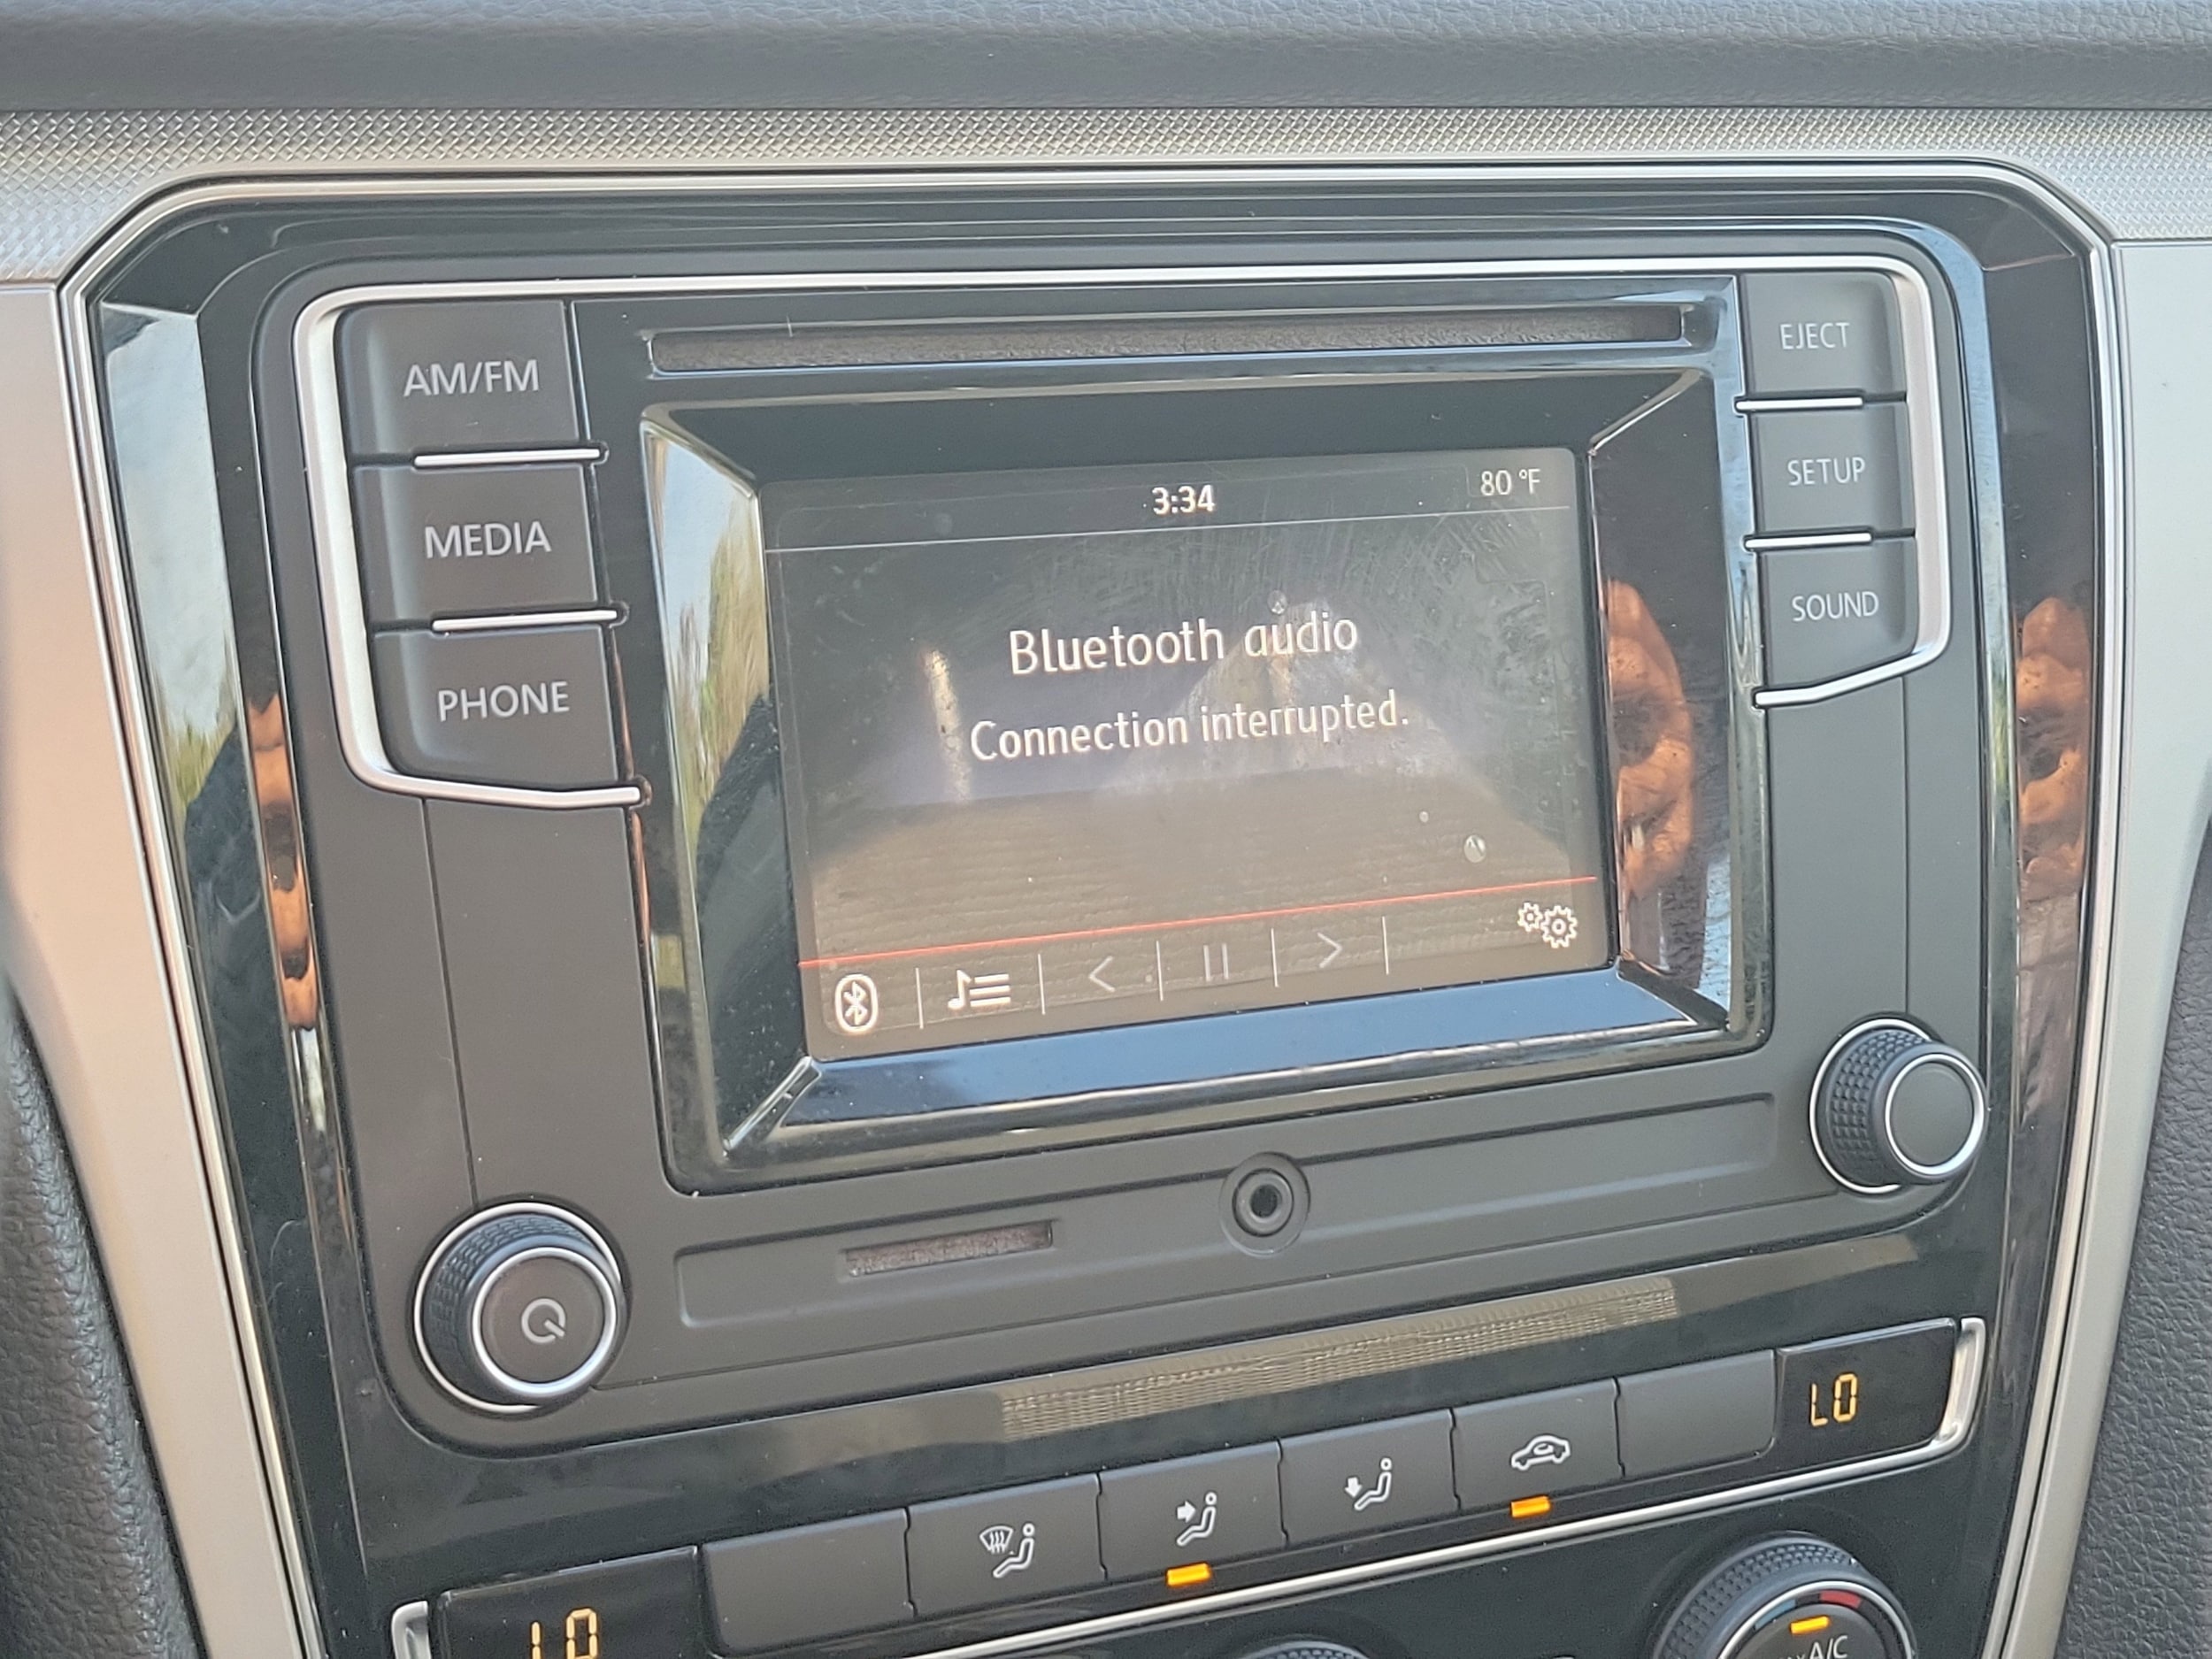 AM/FM
MEDIA
PHONE
EJECT
SETUP
SOUND
3:34
80 °F
Bluetooth audio
Connection interrupted.
LO
LO
A/C